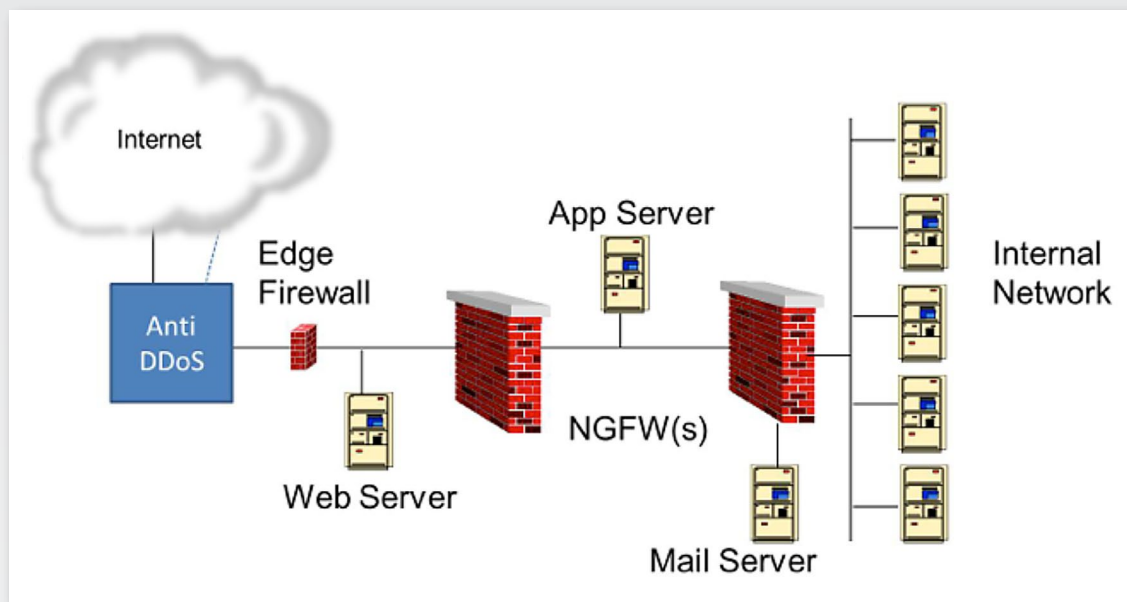 Internet
Anti
DDoS
Edge
Firewall
Web Server
App Server
NGFW(s)
Mail Server
Internal
Network